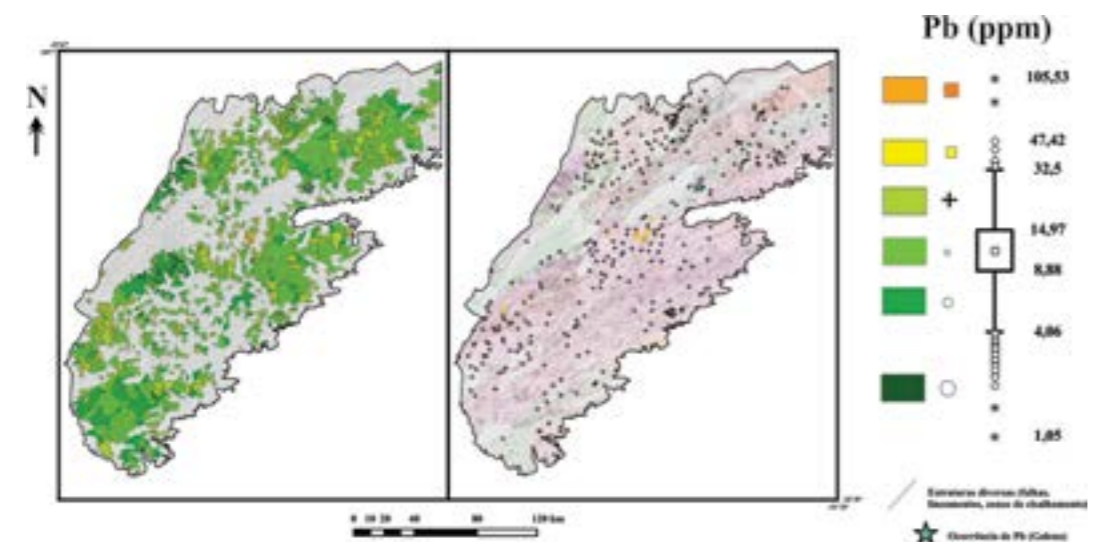 Pb (ppm)
N
105,53
47,42
32,5
14,97
8,88
4,06
1,05
Estruturas diversas (falhas,
lineamentos, zonas de cisalhamento)
0 10 20 40 80 120 km
Ocorrência de Pb (Galena)